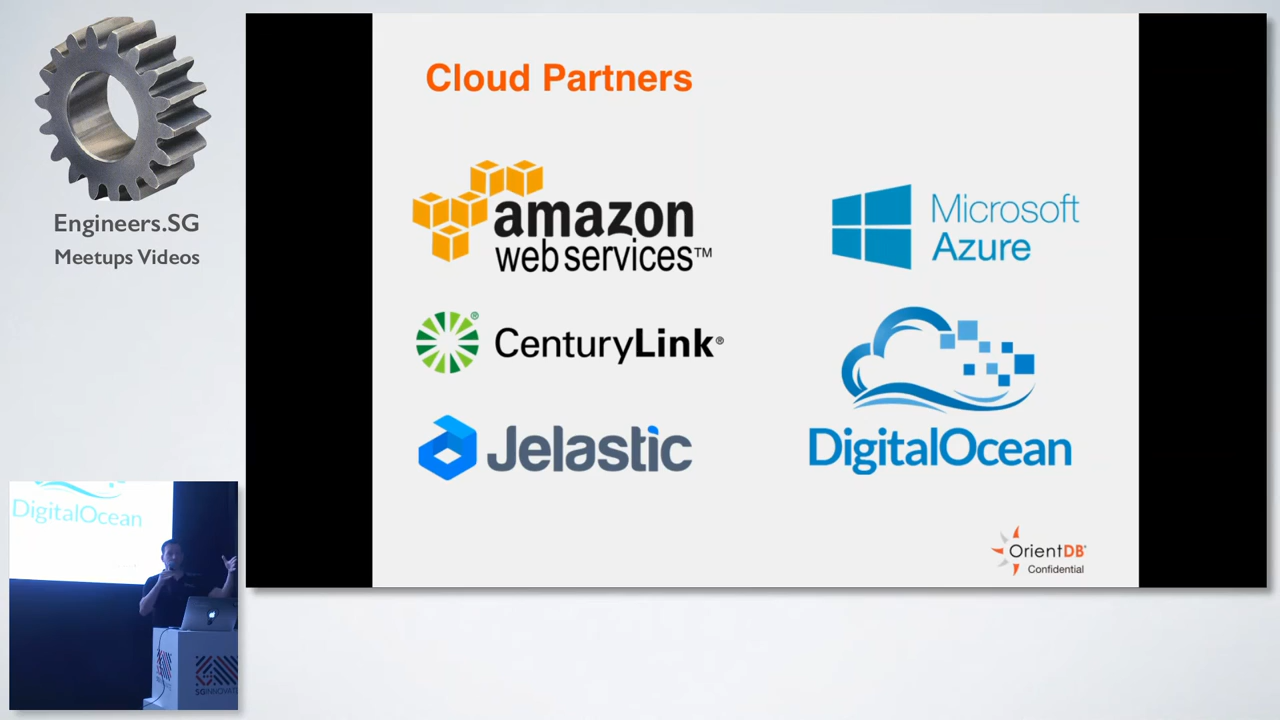 Engineers.SG
Meetups Videos
Cloud Partners
amazon
web services™
Microsoft
Azure
CenturyLink®
DigitalOcean
Jelastic
OrientDB®
Confidential
DigitalOcean